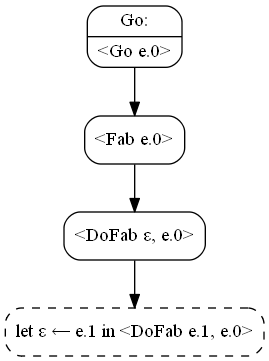 Go:
<Go e.0>
<Fab e.0>
<DoFab ε, e.0>
let ε ← e.1 in <DoFab e.1, e.0>